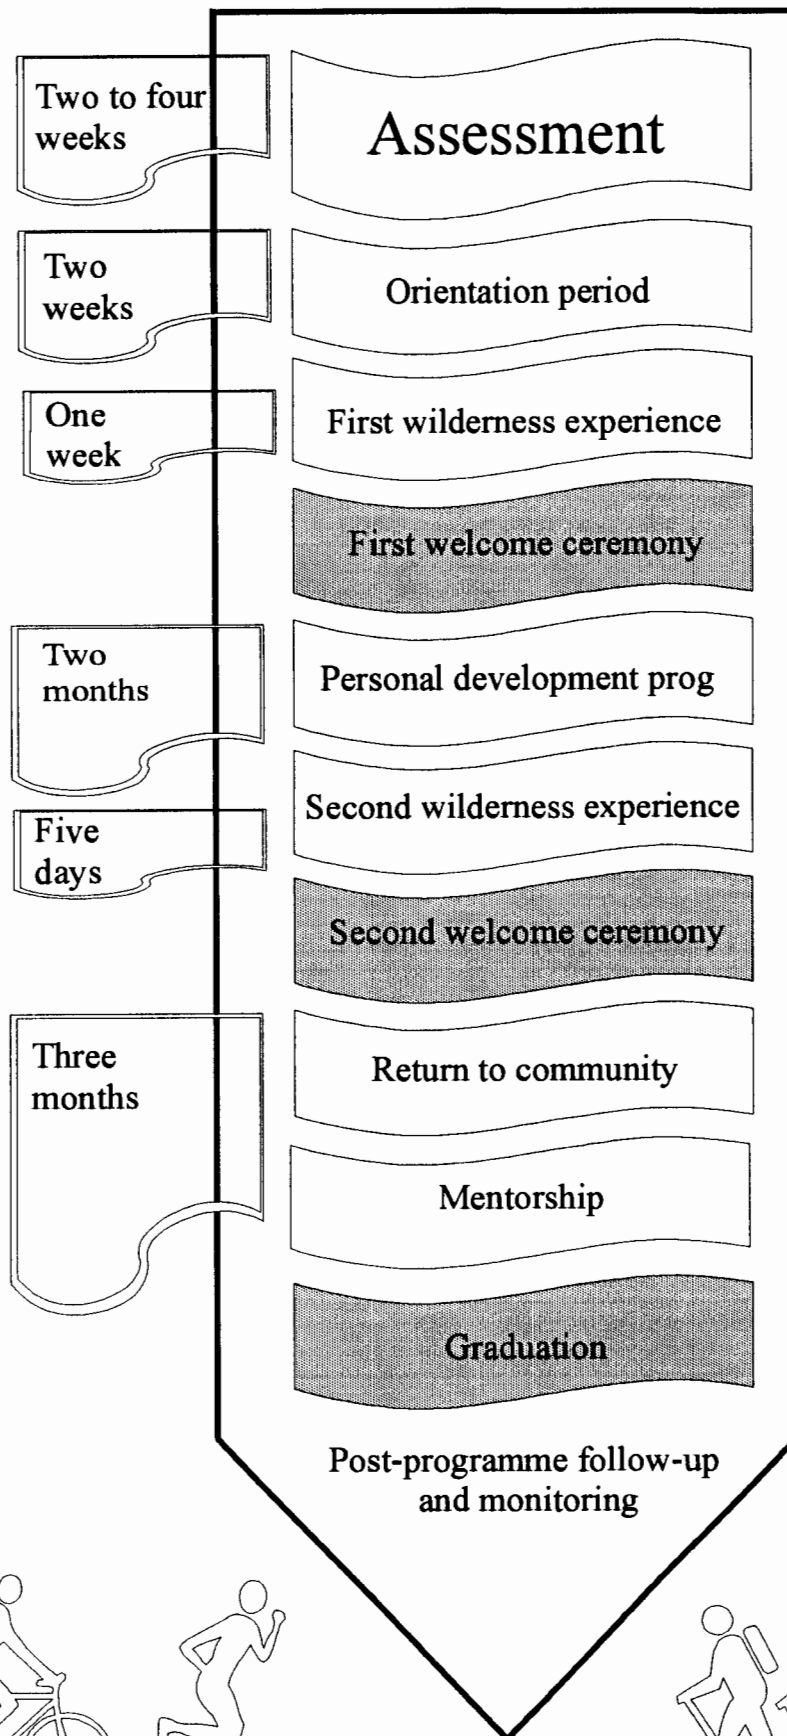 Two to four
weeks
Assessment
Two
weeks
Orientation period
One
week
First wilderness experience
First welcome ceremony
Two
months
Personal development prog
Second wilderness experience
Five
days
Second welcome ceremony
Three
months
Return to community
Mentorship
Graduation
Post-programme follow-up
and monitoring